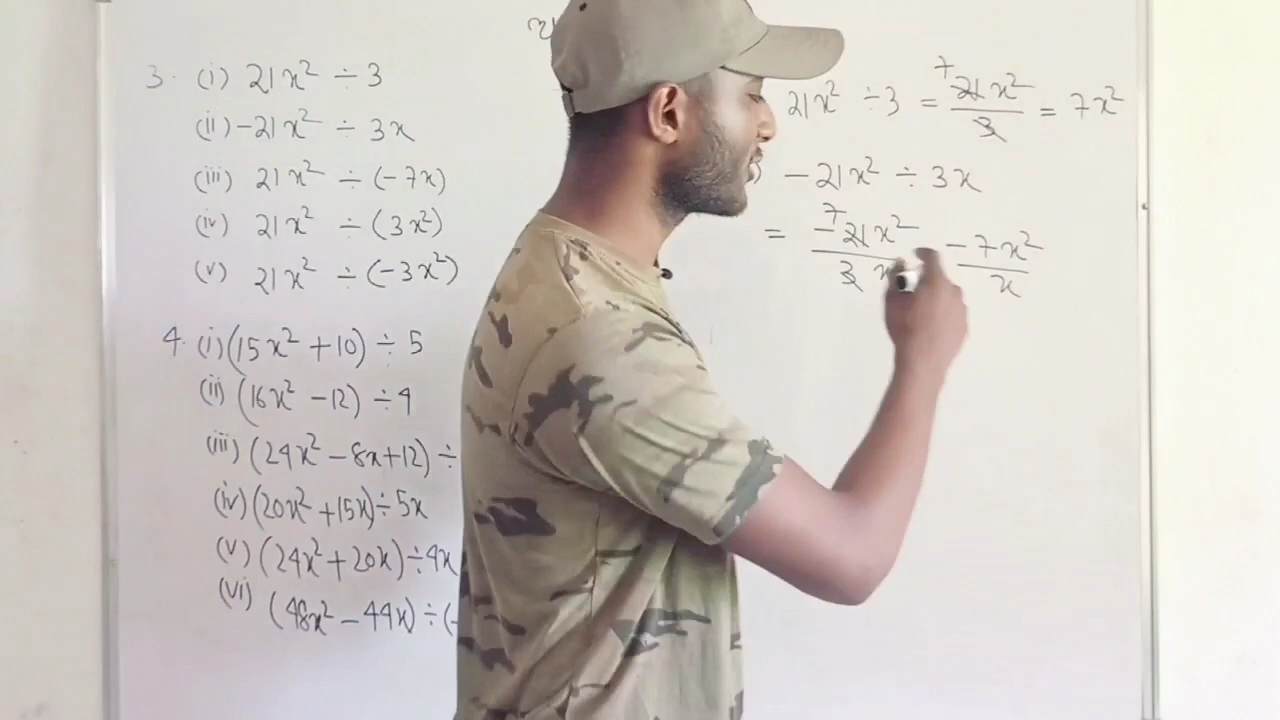 3. (i) 21x² ÷ 3
(ii) -21x² ÷ 3x
(iii) 21x² ÷ (-7x)
(iv) 21x² ÷ (3x²)
(v) 21x² ÷ (-3x²)
4. (i) (15x² + 10) ÷ 5
(ii) (16x² - 12) ÷ 4
(iii) (24x² - 8x + 12) ÷
(iv) (20x² + 15x) ÷ 5x
(v) (24x² + 20x) ÷ 4x
(vi) (48x² - 44x) ÷ (-
21x² ÷ 3 = 7 21x² / 3 = 7x²
) - 21x² ÷ 3x
= 7 -21x² / 3x -7x² / x